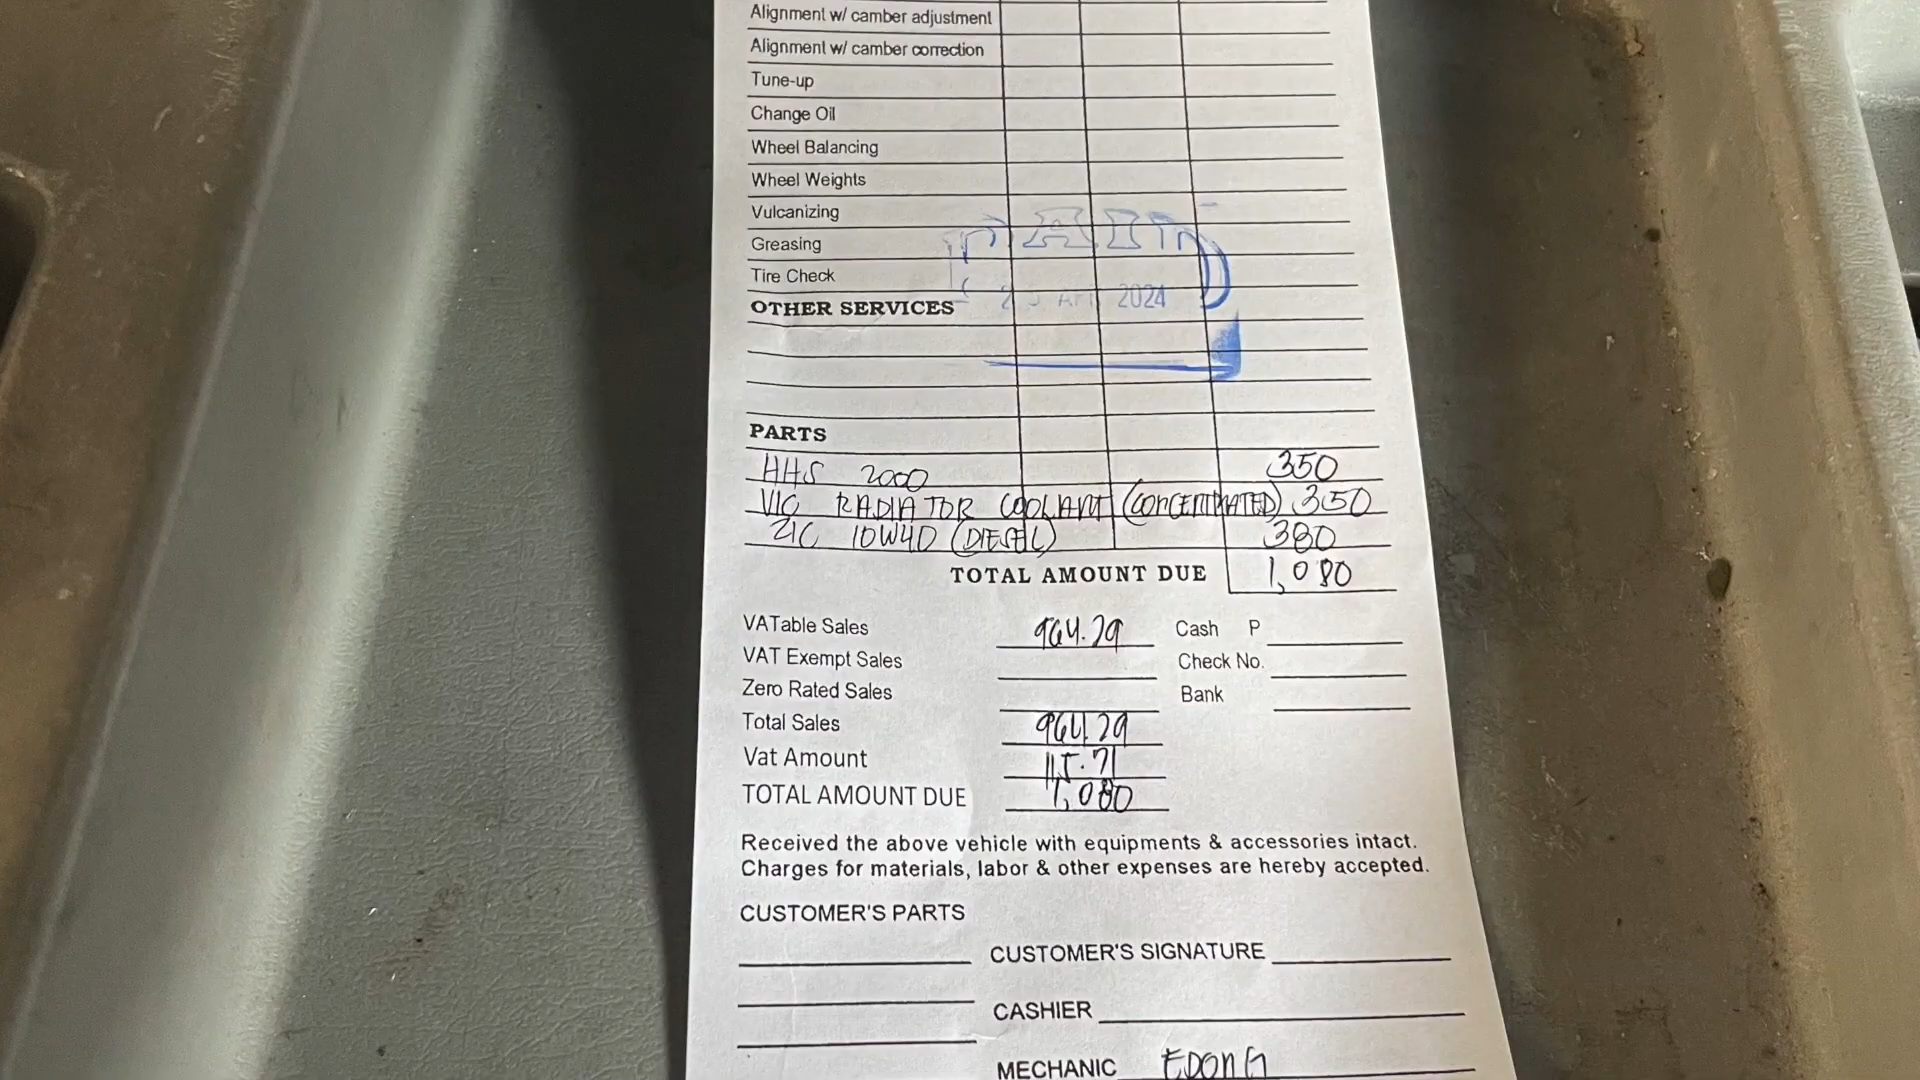 Alignment w/ camber adjustment
Alignment w/ camber correction
Tune-up
Change Oil
Wheel Balancing
Wheel Weights
Vulcanizing
Greasing
Tire Check
PAID
2024
OTHER SERVICES
PARTS
HHS 2000 350
VIC RADIATOR COOLANT (CONCENTRATED) 350
ZIC 10W40 (DIESEL) 380
TOTAL AMOUNT DUE 1,080
VATable Sales 964.29 Cash P
VAT Exempt Sales Check No.
Zero Rated Sales Bank
Total Sales 964.29
Vat Amount 115.71
TOTAL AMOUNT DUE 1,080
Received the above vehicle with equipments & accessories intact.
Charges for materials, labor & other expenses are hereby accepted.
CUSTOMER'S PARTS
CUSTOMER'S SIGNATURE
CASHIER
MECHANIC EDONG